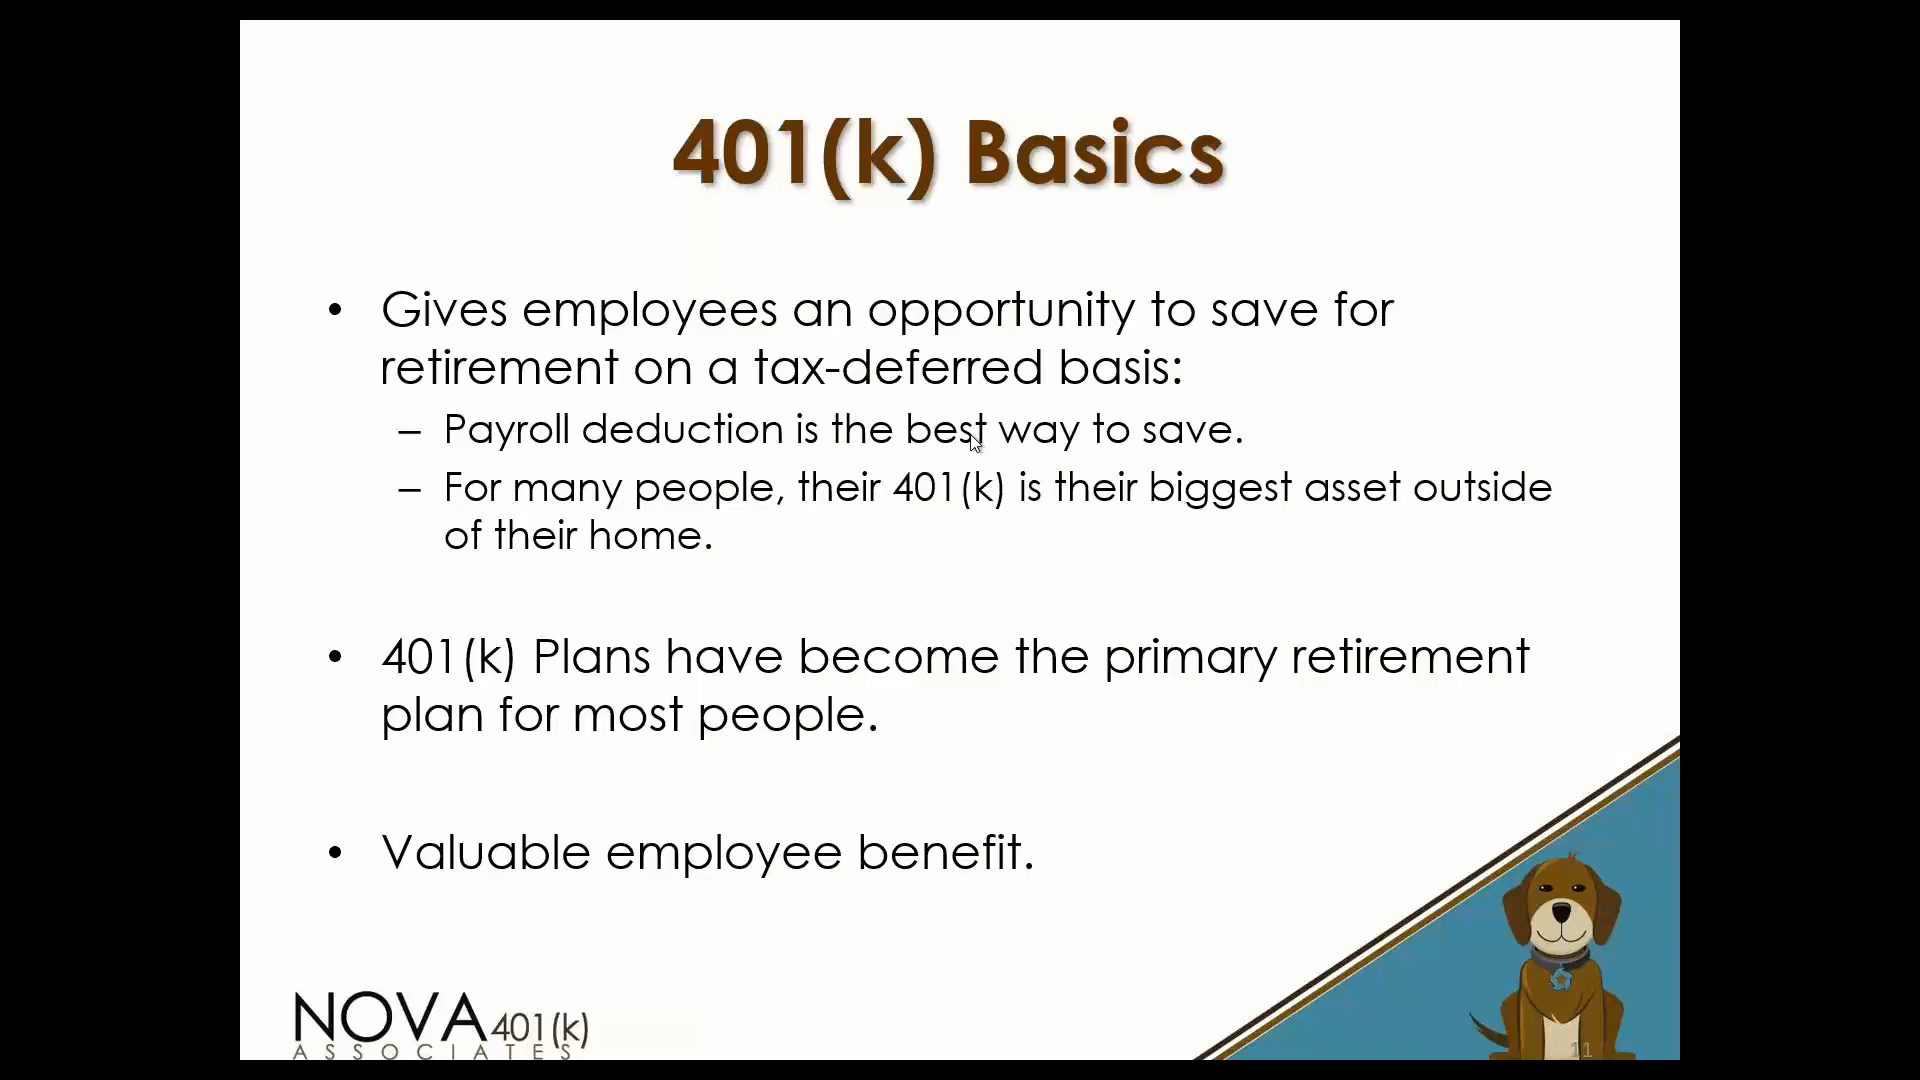 401(k) Basics
• Gives employees an opportunity to save for
retirement on a tax-deferred basis:
– Payroll deduction is the best way to save.
– For many people, their 401(k) is their biggest asset outside
of their home.
• 401(k) Plans have become the primary retirement
plan for most people.
• Valuable employee benefit.
NOVA 401(k)
ASSOCIATES
11